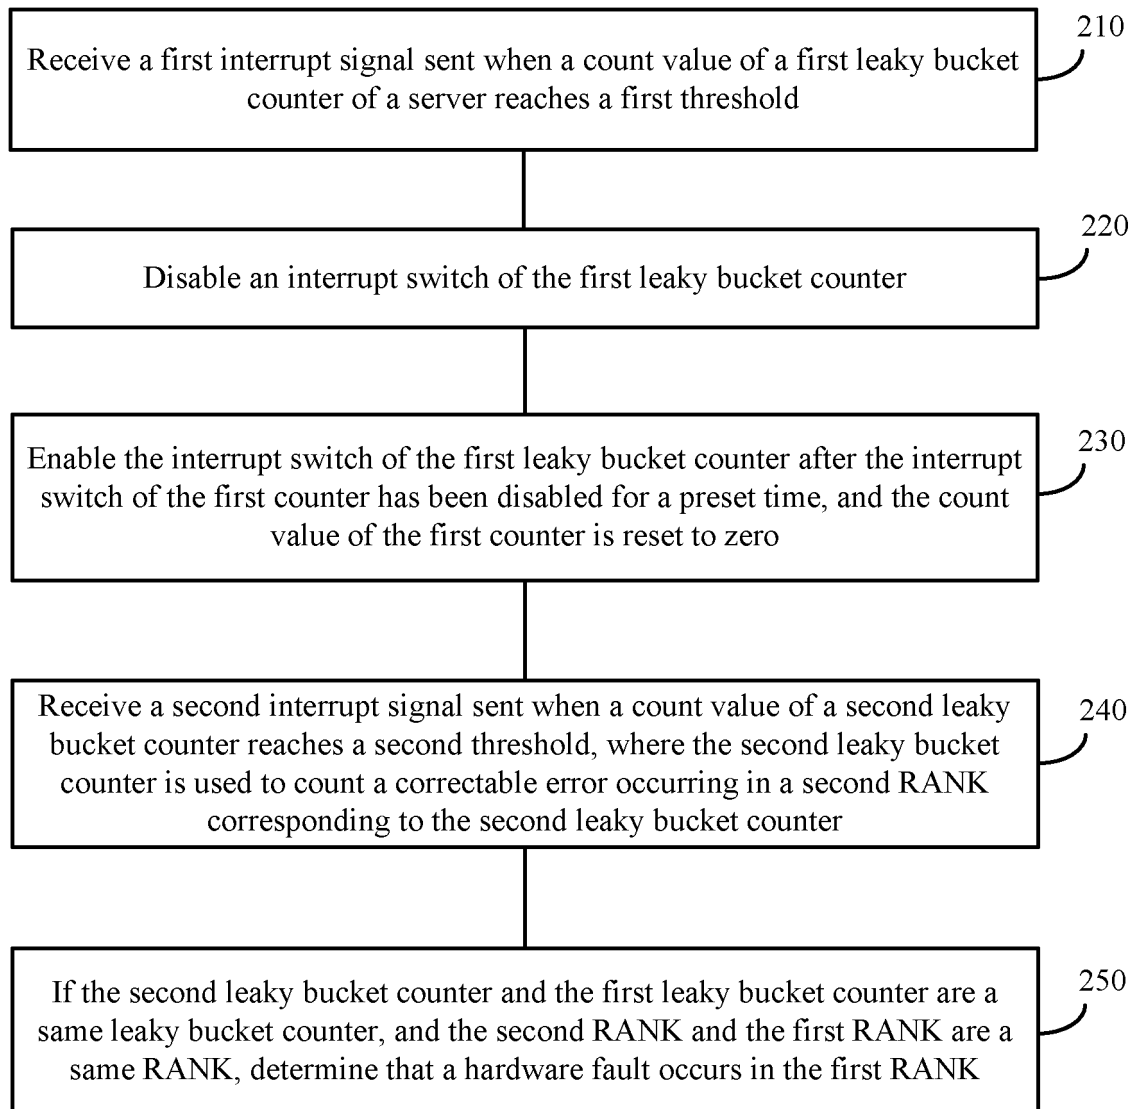 210
Receive a first interrupt signal sent when a count value of a first leaky bucket
counter of a server reaches a first threshold
220
Disable an interrupt switch of the first leaky bucket counter
230
Enable the interrupt switch of the first leaky bucket counter after the interrupt
switch of the first counter has been disabled for a preset time, and the count
value of the first counter is reset to zero
240
Receive a second interrupt signal sent when a count value of a second leaky
bucket counter reaches a second threshold, where the second leaky bucket
counter is used to count a correctable error occurring in a second RANK
corresponding to the second leaky bucket counter
250
If the second leaky bucket counter and the first leaky bucket counter are a
same leaky bucket counter, and the second RANK and the first RANK are a
same RANK, determine that a hardware fault occurs in the first RANK